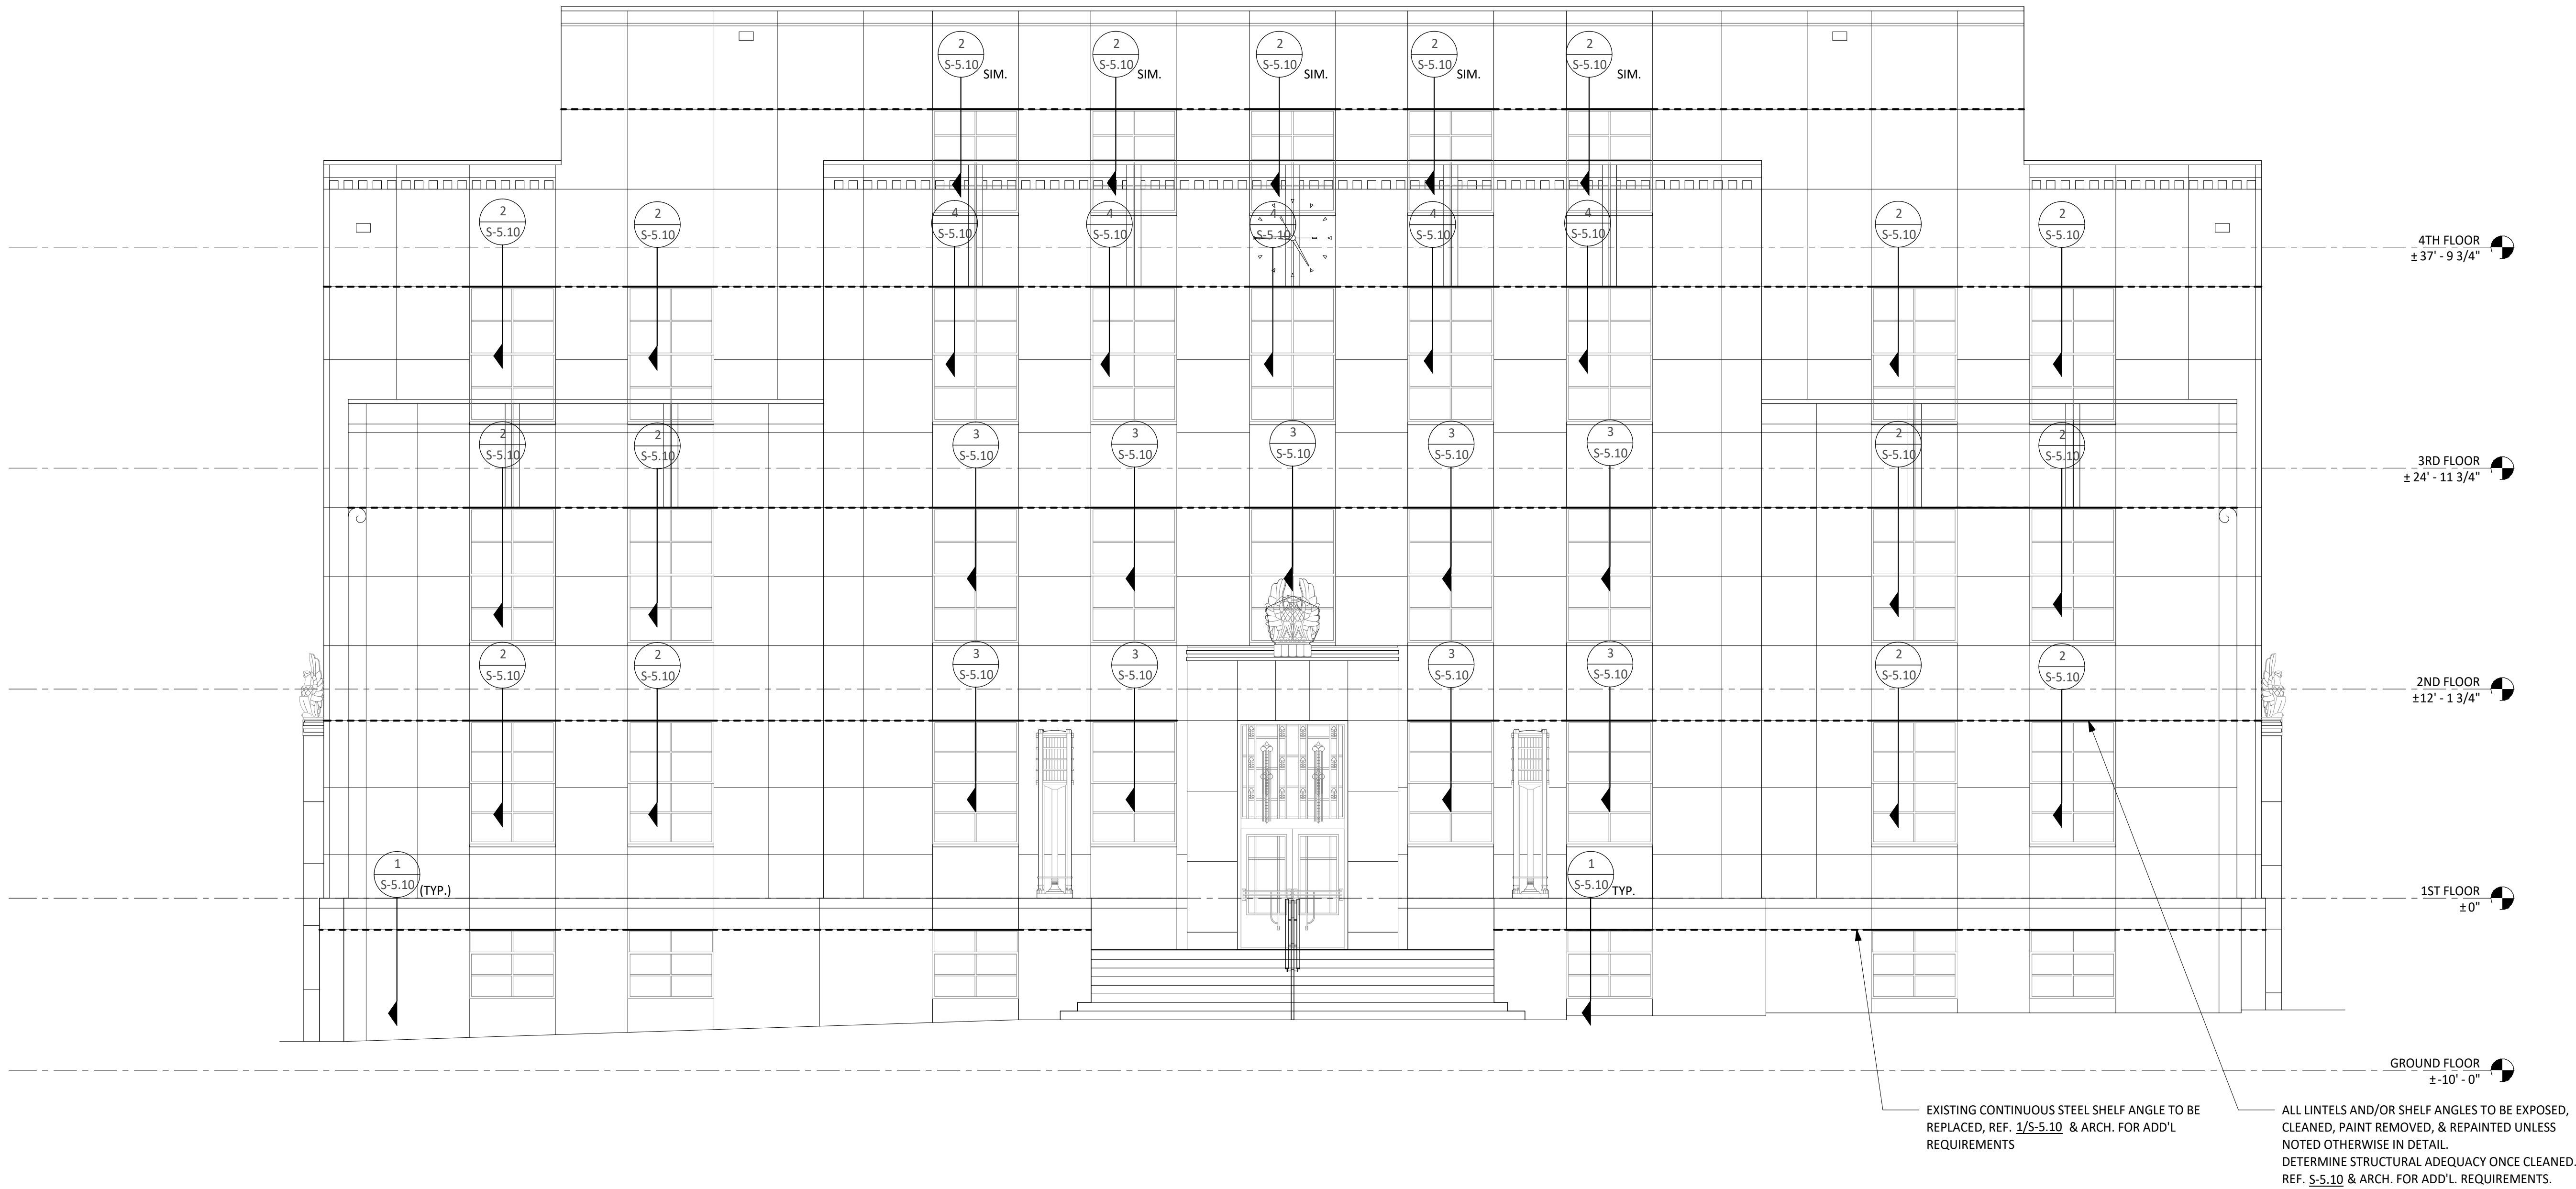 2
S-5.10
SIM.
2
S-5.10
SIM.
2
S-5.10
SIM.
2
S-5.10
SIM.
2
S-5.10
SIM.
2
S-5.10
2
S-5.10
4
S-5.10
4
S-5.10
4
S-5.10
4
S-5.10
4
S-5.10
2
S-5.10
2
S-5.10
4TH FLOOR
± 37' - 9 3/4"
2
S-5.10
2
S-5.10
3
S-5.10
3
S-5.10
3
S-5.10
3
S-5.10
3
S-5.10
2
S-5.10
2
S-5.10
3RD FLOOR
± 24' - 11 3/4"
2
S-5.10
2
S-5.10
3
S-5.10
3
S-5.10
3
S-5.10
3
S-5.10
2
S-5.10
2
S-5.10
2ND FLOOR
±12' - 1 3/4"
1
S-5.10
(TYP.)
1
S-5.10
TYP.
1ST FLOOR
± 0"
GROUND FLOOR
± -10' - 0"
EXISTING CONTINUOUS STEEL SHELF ANGLE TO BE
REPLACED, REF. 1/S-5.10 & ARCH. FOR ADD'L
REQUIREMENTS
ALL LINTELS AND/OR SHELF ANGLES TO BE EXPOSED,
CLEANED, PAINT REMOVED, & REPAINTED UNLESS
NOTED OTHERWISE IN DETAIL.
DETERMINE STRUCTURAL ADEQUACY ONCE CLEANED.
REF. S-5.10 & ARCH. FOR ADD'L. REQUIREMENTS.